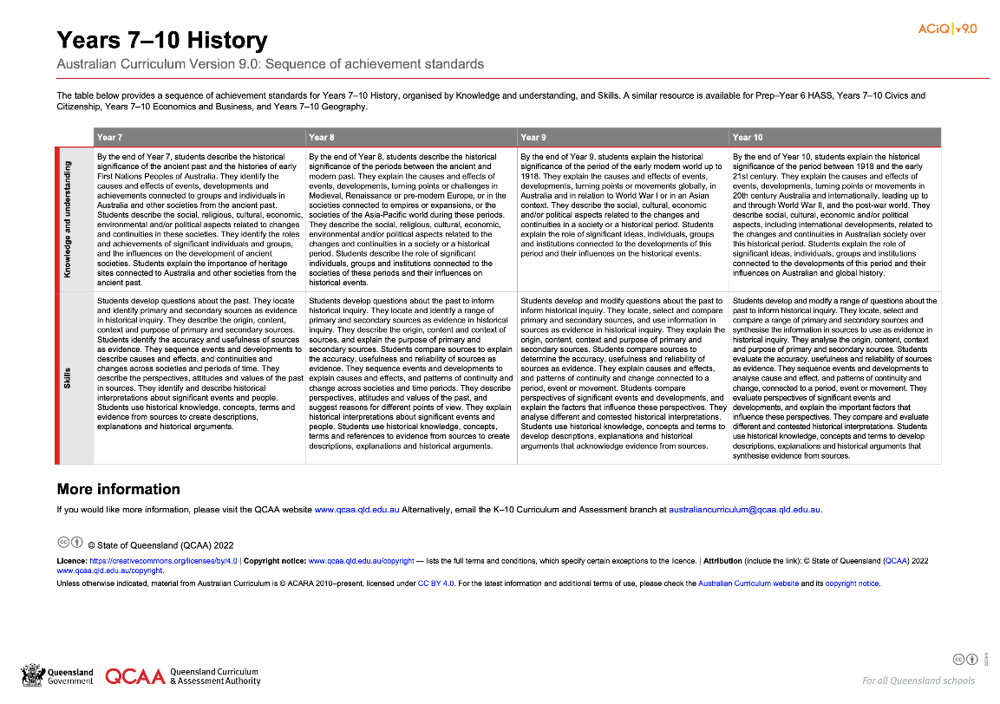 Years 7–10 History
ACiQ | v9.0
Australian Curriculum Version 9.0: Sequence of achievement standards
The table below provides a sequence of achievement standards for Years 7–10 History, organised by Knowledge and understanding, and Skills. A similar resource is available for Prep–Year 6 HASS, Years 7–10 Civics and
Citizenship, Years 7–10 Economics and Business, and Years 7–10 Geography.
Year 7
Year 8
Year 9
Year 10
Knowledge and understanding
By the end of Year 7, students describe the historical
significance of the ancient past and the histories of early
First Nations Peoples of Australia. They identify the
causes and effects of events, developments and
achievements connected to groups and individuals in
Australia and other societies from the ancient past.
Students describe the social, religious, cultural, economic,
environmental and/or political aspects related to changes
and continuities in these societies. They identify the roles
and achievements of significant individuals and groups,
and the influences on the development of ancient
societies. Students explain the importance of heritage
sites connected to Australia and other societies from the
ancient past.
By the end of Year 8, students describe the historical
significance of the periods between the ancient and
modern past. They explain the causes and effects of
events, developments, turning points or challenges in
Medieval, Renaissance or pre-modern Europe, or in the
societies connected to empires or expansions, or the
societies of the Asia-Pacific world during these periods.
They describe the social, religious, cultural, economic,
environmental and/or political aspects related to the
changes and continuities in a society or a historical
period. Students describe the role of significant
individuals, groups and institutions connected to the
societies of these periods and their influences on
historical events.
By the end of Year 9, students explain the historical
significance of the period of the early modern world up to
1918. They explain the causes and effects of events,
developments, turning points or movements globally, in
Australia and in relation to World War I or in an Asian
context. They describe the social, cultural, economic
and/or political aspects related to the changes and
continuities in a society or a historical period. Students
explain the role of significant ideas, individuals, groups
and institutions connected to the developments of this
period and their influences on the historical events.
By the end of Year 10, students explain the historical
significance of the period between 1918 and the early
21st century. They explain the causes and effects of
events, developments, turning points or movements in
20th century Australia and internationally, leading up to
and through World War II, and the post-war world. They
describe social, cultural, economic and/or political
aspects, including international developments, related to
the changes and continuities in Australian society over
this historical period. Students explain the role of
significant ideas, individuals, groups and institutions
connected to the developments of this period and their
influences on Australian and global history.
Skills
Students develop questions about the past. They locate
and identify primary and secondary sources as evidence
in historical inquiry. They describe the origin, content,
context and purpose of primary and secondary sources.
Students identify the accuracy and usefulness of sources
as evidence. They sequence events and developments to
describe causes and effects, and continuities and
changes across societies and periods of time. They
describe the perspectives, attitudes and values of the past
in sources. They identify and describe historical
interpretations about significant events and people.
Students use historical knowledge, concepts, terms and
evidence from sources to create descriptions,
explanations and historical arguments.
Students develop questions about the past to inform
historical inquiry. They locate and identify a range of
primary and secondary sources as evidence in historical
inquiry. They describe the origin, content and context of
sources, and explain the purpose of primary and
secondary sources. Students compare sources to explain
the accuracy, usefulness and reliability of sources as
evidence. They sequence events and developments to
explain causes and effects, and patterns of continuity and
change across societies and time periods. They describe
perspectives, attitudes and values of the past, and
suggest reasons for different points of view. They explain
historical interpretations about significant events and
people. Students use historical knowledge, concepts,
terms and references to evidence from sources to create
descriptions, explanations and historical arguments.
Students develop and modify questions about the past to
inform historical inquiry. They locate, select and compare
primary and secondary sources, and use information in
sources as evidence in historical inquiry. They explain the
origin, content, context and purpose of primary and
secondary sources. Students compare sources to
determine the accuracy, usefulness and reliability of
sources as evidence. They explain causes and effects,
and patterns of continuity and change connected to a
period, event or movement. Students compare
perspectives of significant events and developments, and
explain the factors that influence these perspectives. They
analyse different and contested historical interpretations.
Students use historical knowledge, concepts and terms to
develop descriptions, explanations and historical
arguments that acknowledge evidence from sources.
Students develop and modify a range of questions about the
past to inform historical inquiry. They locate, select and
compare a range of primary and secondary sources and
synthesise the information in sources to use as evidence in
historical inquiry. They analyse the origin, content, context
and purpose of primary and secondary sources. Students
evaluate the accuracy, usefulness and reliability of sources
as evidence. They sequence events and developments to
analyse cause and effect, and patterns of continuity and
change, connected to a period, event or movement. They
evaluate perspectives of significant events and
developments, and explain the important factors that
influence these perspectives. They compare and evaluate
different and contested historical interpretations. Students
use historical knowledge, concepts and terms to develop
descriptions, explanations and historical arguments that
synthesise evidence from sources.
More information
If you would like more information, please visit the QCAA website www.qcaa.qld.edu.au Alternatively, email the K–10 Curriculum and Assessment branch at australiancurriculum@qcaa.qld.edu.au.
© State of Queensland (QCAA) 2022
Licence: https://creativecommons.org/licenses/by/4.0 | Copyright notice: www.qcaa.qld.edu.au/copyright — lists the full terms and conditions, which specify certain exceptions to the licence. | Attribution (include the link): © State of Queensland (QCAA) 2022
www.qcaa.qld.edu.au/copyright.
Unless otherwise indicated, material from Australian Curriculum is © ACARA 2010–present, licensed under CC BY 4.0. For the latest information and additional terms of use, please check the Australian Curriculum website and its copyright notice.
Queensland
Government
QCAA
Queensland Curriculum
& Assessment Authority
For all Queensland schools